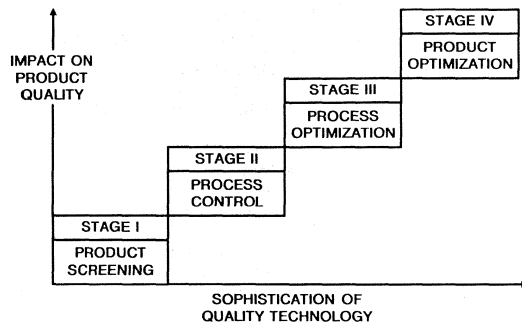 STAGE IV
PRODUCT
OPTIMIZATION
IMPACT ON
PRODUCT
QUALITY
STAGE III
PROCESS
OPTIMIZATION
STAGE II
PROCESS
CONTROL
STAGE I
PRODUCT
SCREENING
SOPHISTICATION OF
QUALITY TECHNOLOGY